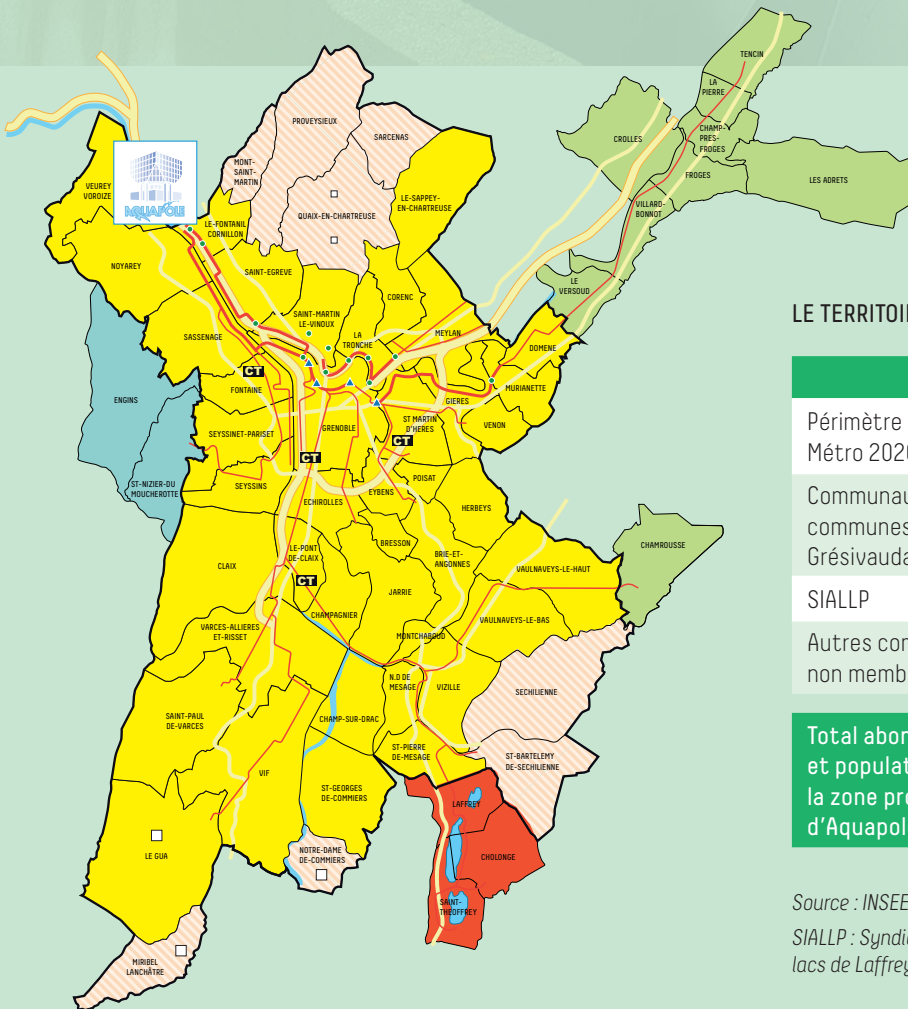 TENCIN
LA
PIERRE
CHAMP-
PRES-
FROGES
CROLLES
FROGES
LES ADRETS
VILLARD-
BONNOT
LE
VERSOUD
PROVEYSIEUX
SARCENAS
MONT-
SAINT-
MARTIN
QUAIX-EN-CHARTREUSE
LE-SAPPEY-
EN-CHARTREUSE
VEUREY
VOROIZE
AQUAPÔLE
LE-FONTANIL
CORNILLON
NOYAREY
SAINT-EGREVE
CORENC
SAINT-MARTIN
LE-VINOUX
LA
TRONCHE
MEYLAN
SASSENAGE
DOMENE
MURIANETTE
CT
FONTAINE
ENGINS
GIERES
VENON
GRENOBLE
ST MARTIN
D'HERES
CT
SEYSSINET-PARISET
CT
ST-NIZIER-DU
MOUCHEROTTE
SEYSSINS
POISAT
EYBENS
ECHIROLLES
HERBEYS
BRESSON
LE-PONT
DE-CLAIX
BRIE-ET-
ANGONNES
CHAMROUSSE
CLAIX
VAULNAVEYS-LE-HAUT
CT
JARRIE
CHAMPAGNIER
VAULNAVEYS-LE-BAS
VARCES-ALLIERES
ET-RISSET
MONTCHABOUD
N.D DE
MESAGE
VIZILLE
SECHILIENNE
SAINT-PAUL
DE-VARCES
CHAMP-SUR-DRAC
ST-PIERRE
DE-MESAGE
ST-BARTELEMY
DE-SECHILIENNE
VIF
ST-GEORGES
DE-COMMIERS
LAFFREY
LE GUA
NOTRE-DAME
DE-COMMIERS
CHOLONGE
SAINT-
THEOFFREY
MIRIBEL
LANCHÂTRE
LE TERRITOI
Périmètre
Métro 202
Communau
communes
Grésivauda
SIALLP
Autres con
non memb
Total abon
et populat
la zone pr
d'Aquapol
Source : INSEE
SIALLP : Syndi
lacs de Laffrey